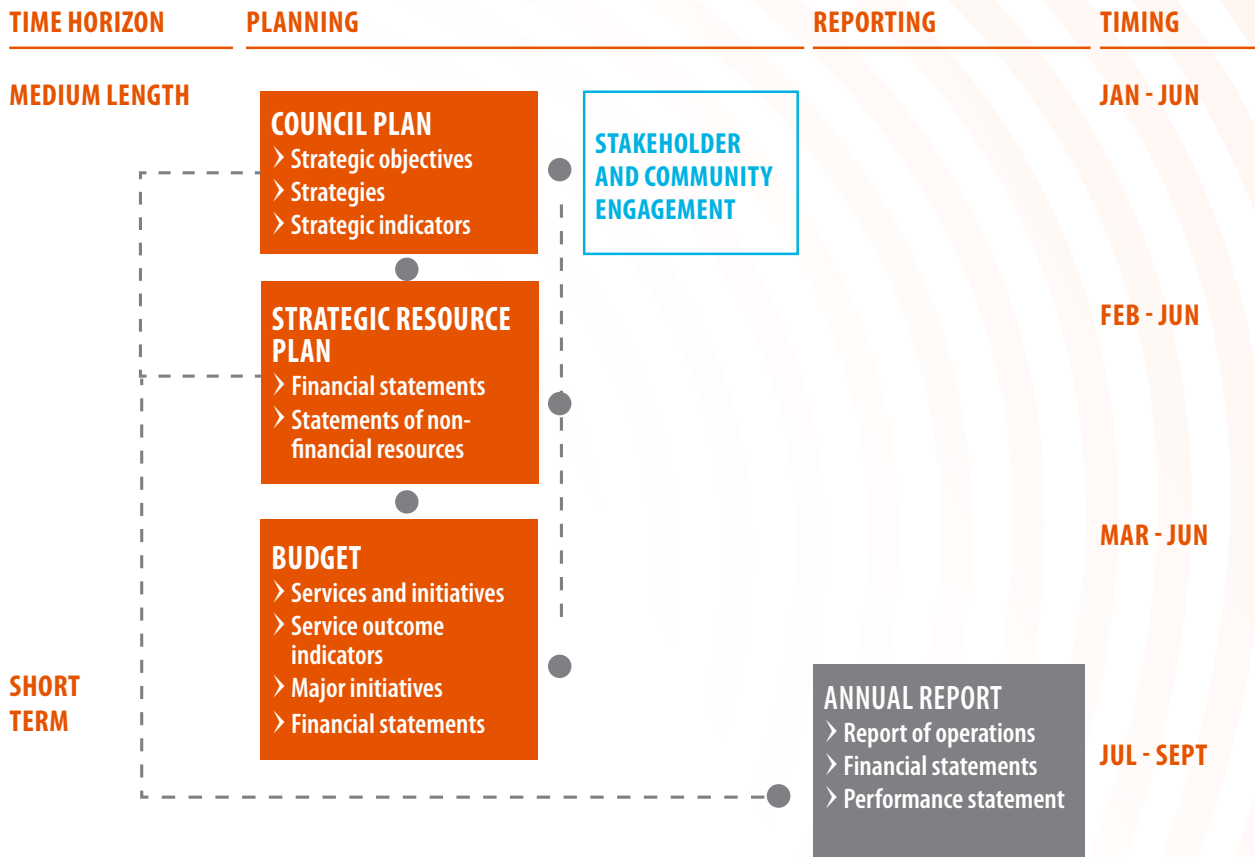 TIME HORIZON
PLANNING
REPORTING
TIMING
MEDIUM LENGTH
JAN - JUN
COUNCIL PLAN
> Strategic objectives
> Strategies
> Strategic indicators
STAKEHOLDER
AND COMMUNITY
ENGAGEMENT
STRATEGIC RESOURCE
PLAN
> Financial statements
> Statements of non-
financial resources
FEB - JUN
BUDGET
> Services and initiatives
> Service outcome
indicators
> Major initiatives
> Financial statements
MAR - JUN
SHORT
TERM
ANNUAL REPORT
> Report of operations
> Financial statements
> Performance statement
JUL - SEPT